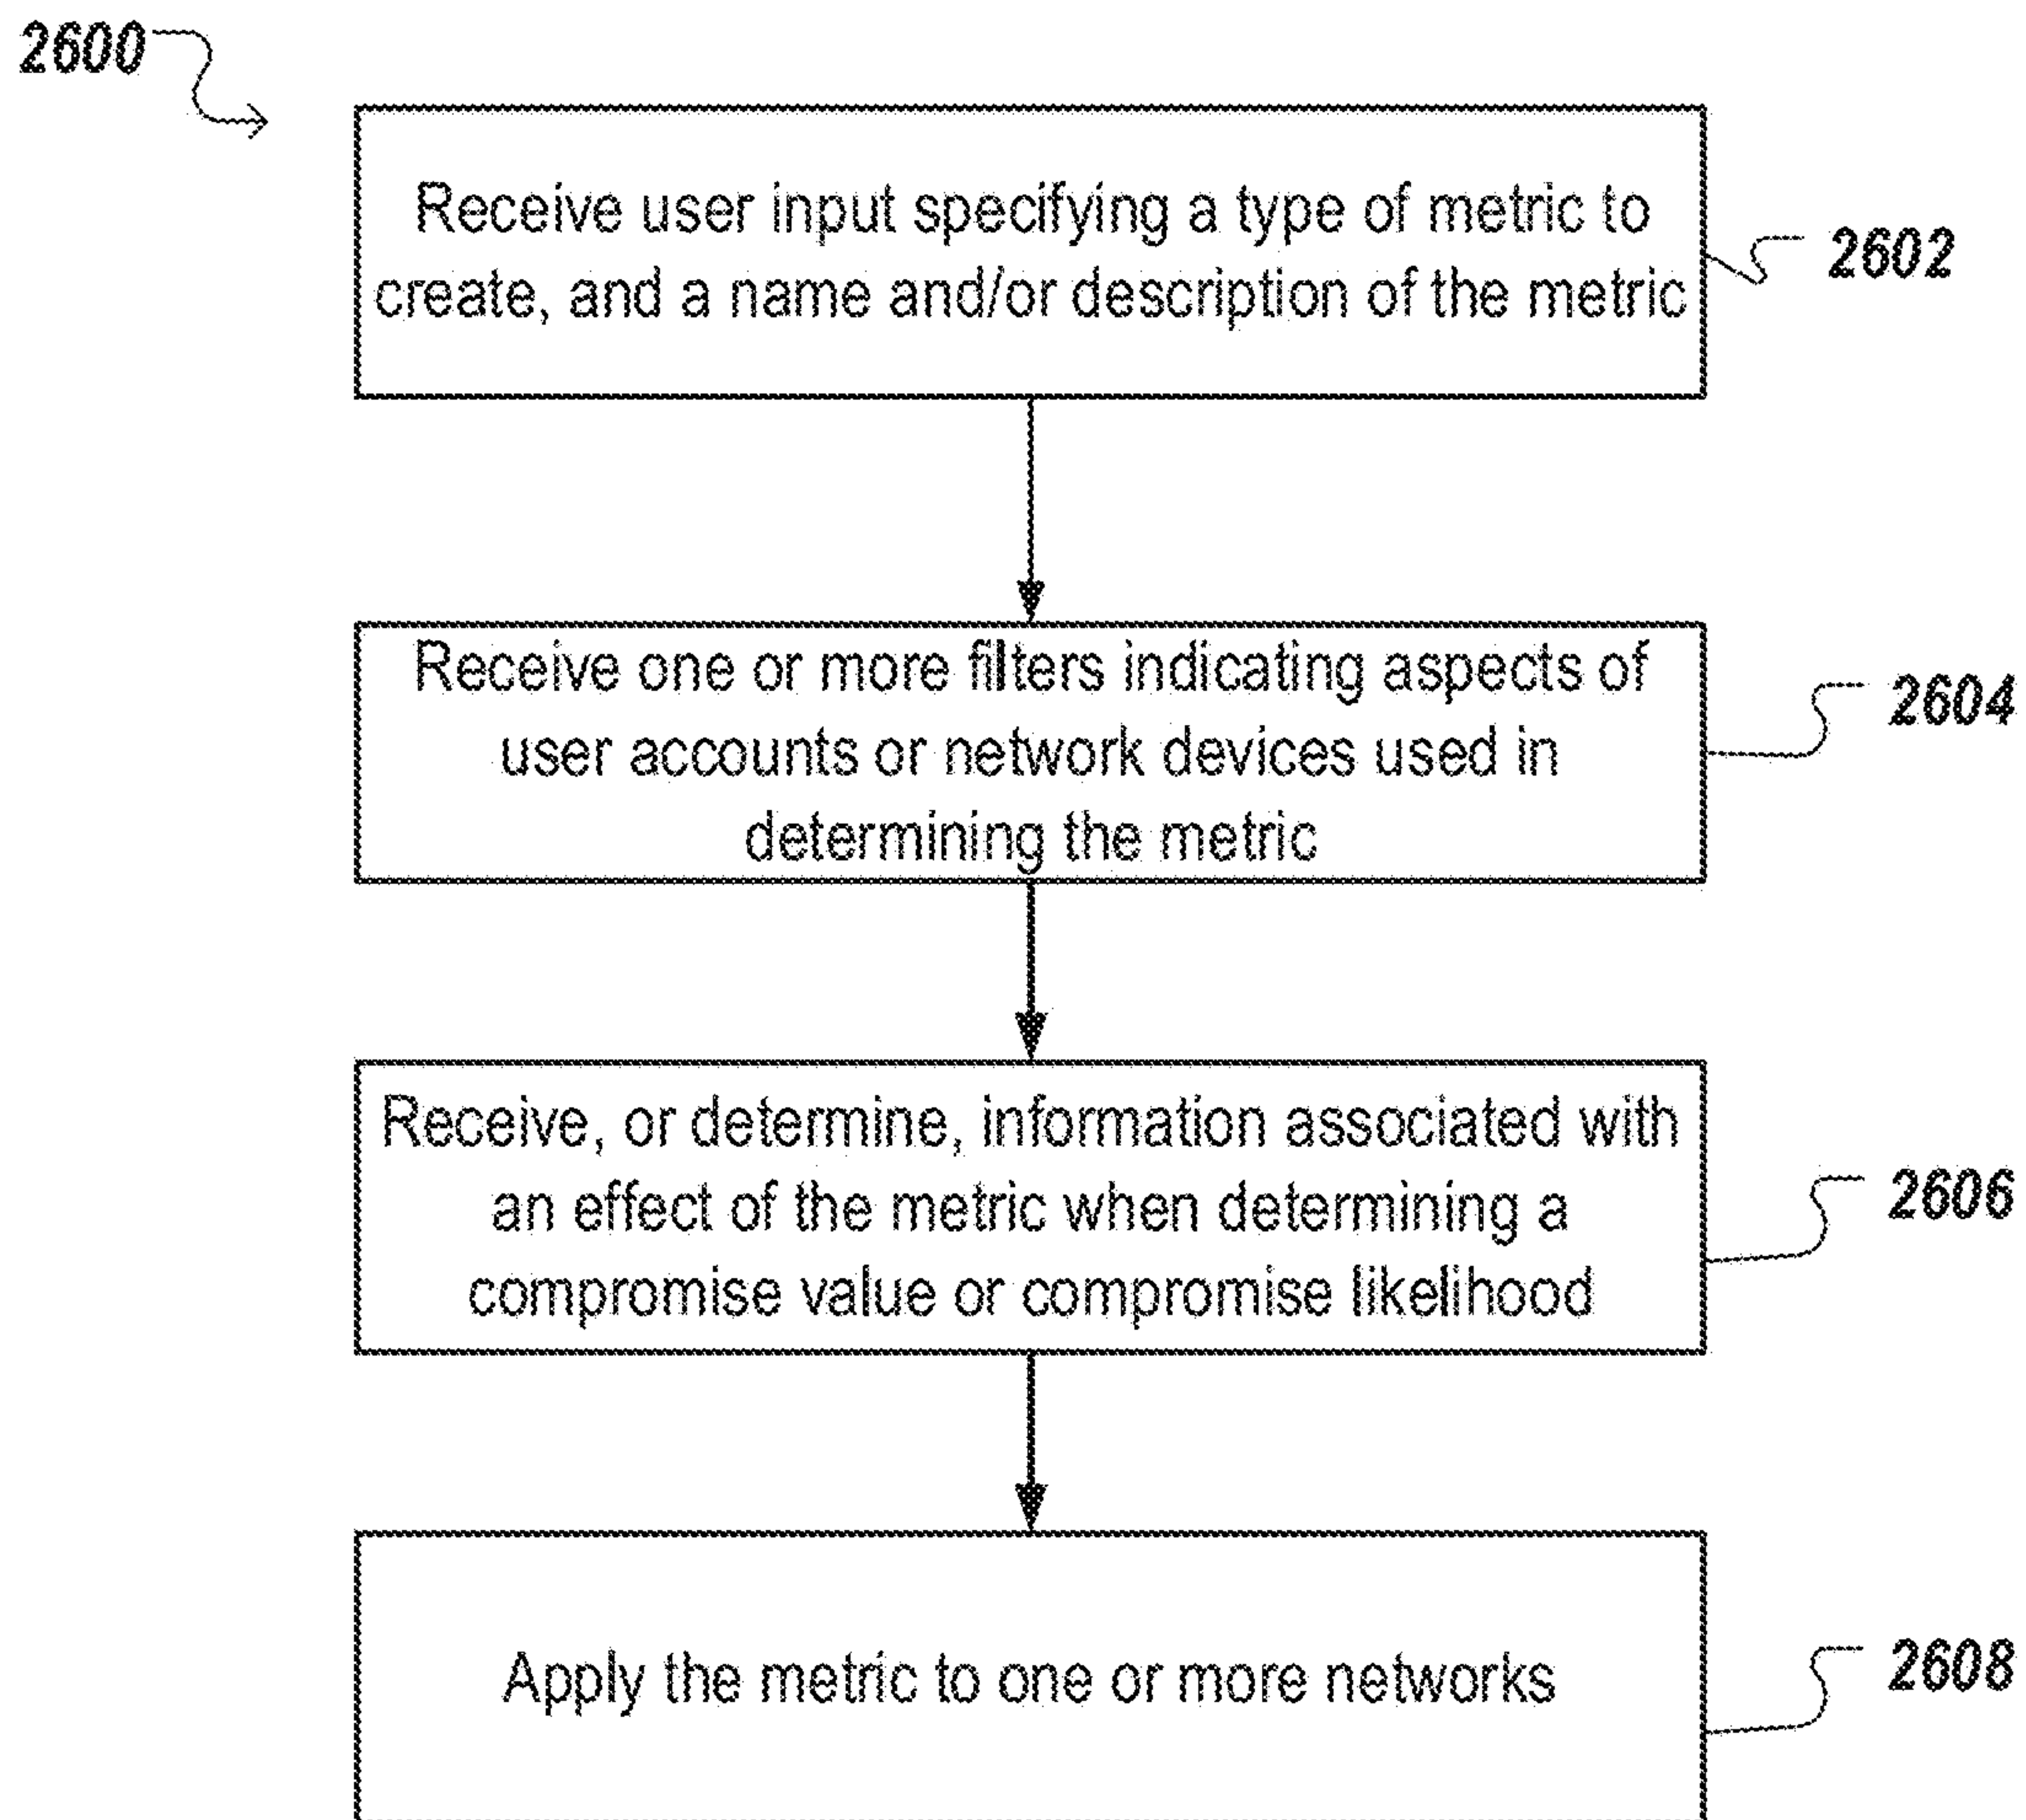 2600
Receive user input specifying a type of metric to
create, and a name and/or description of the metric
2602
Receive one or more filters indicating aspects of
user accounts or network devices used in
determining the metric
2604
Receive, or determine, information associated with
an effect of the metric when determining a
compromise value or compromise likelihood
2606
Apply the metric to one or more networks
2608